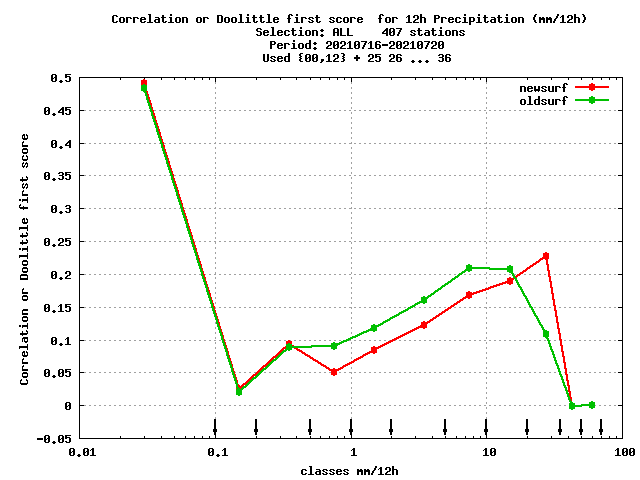 Correlation or Doolittle first score  for 12h Precipitation (mm/12h)
Selection: ALL    407 stations
Period: 20210716-20210720
Used {00,12} + 25 26 ... 36
newsurf
oldsurf
Correlation or Doolittle first score
0.5
0.45
0.4
0.35
0.3
0.25
0.2
0.15
0.1
0.05
0
-0.05
0.01 0.1 1 10 100
classes mm/12h